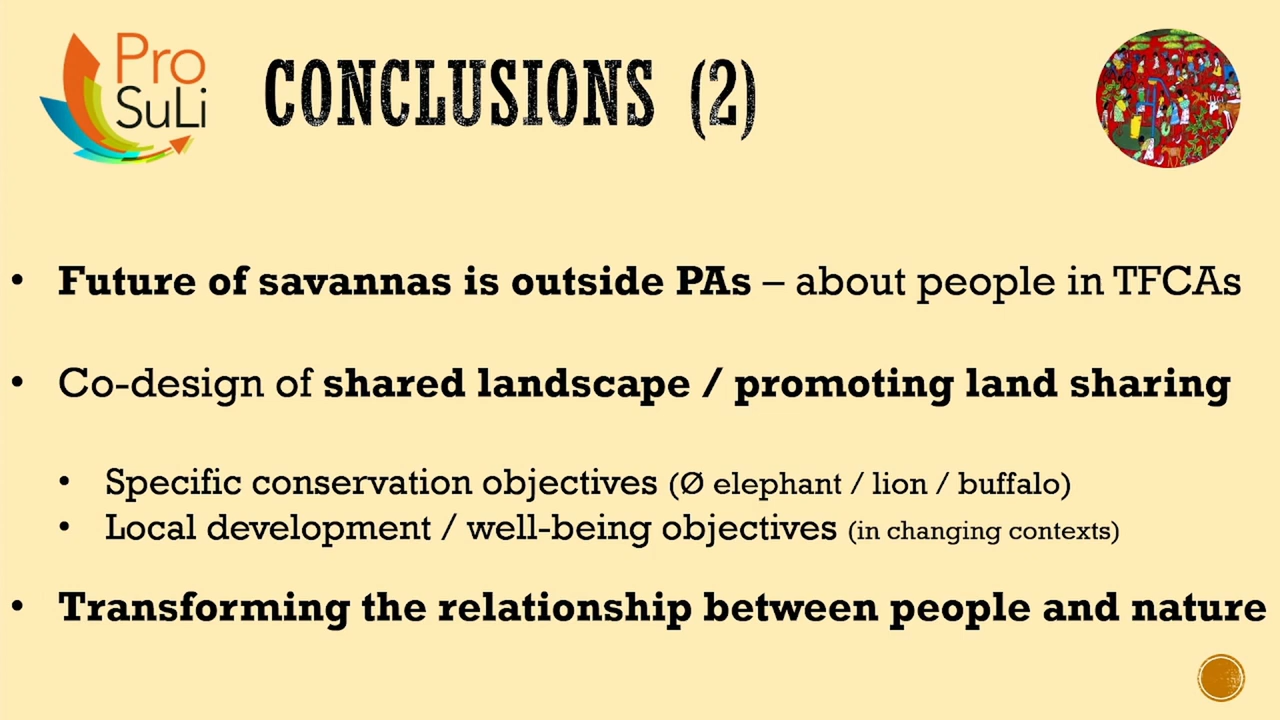 Pro
SuLi
CONCLUSIONS (2)
• Future of savannas is outside PAs – about people in TFCAs
• Co-design of shared landscape / promoting land sharing
• Specific conservation objectives (Ø elephant / lion / buffalo)
• Local development / well-being objectives (in changing contexts)
• Transforming the relationship between people and nature